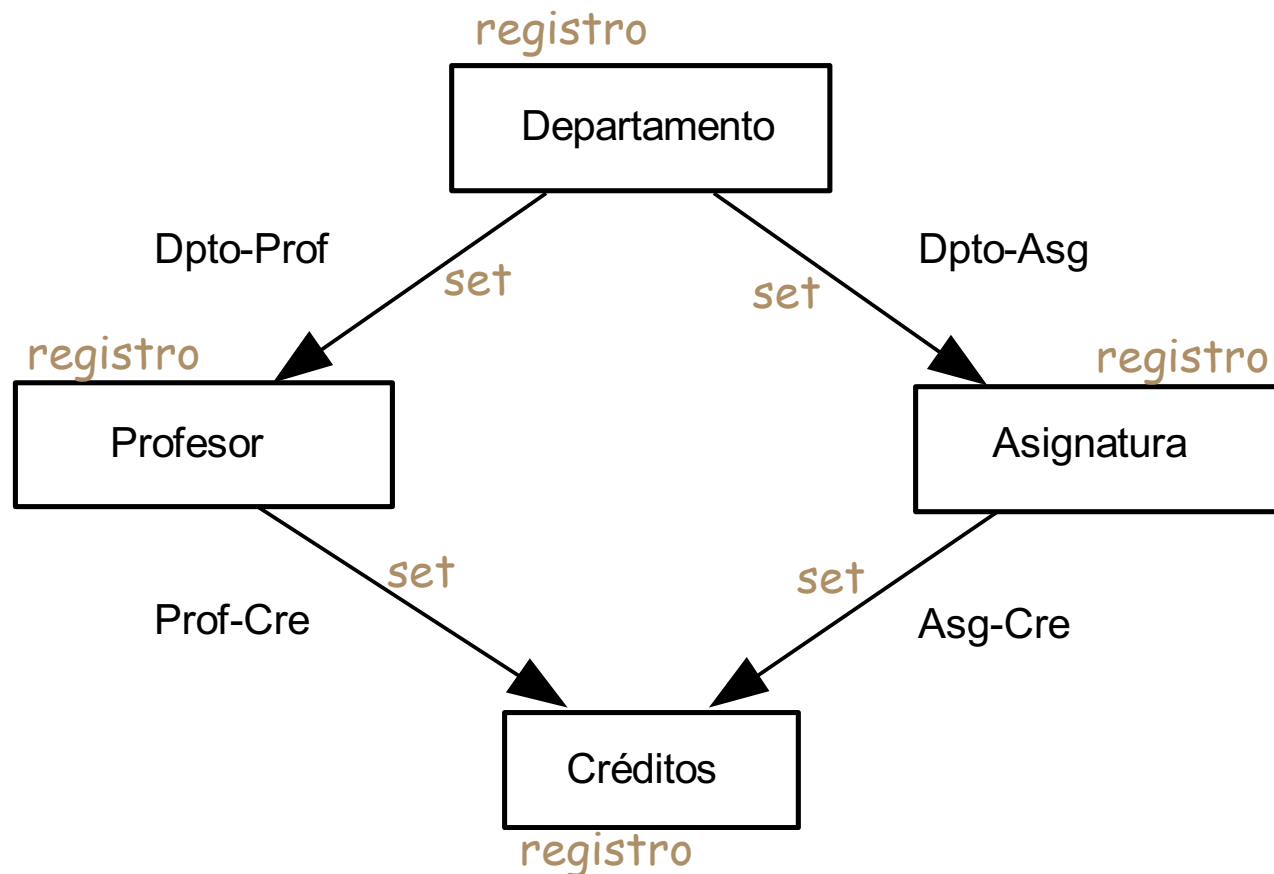 registro
Departamento
Dpto-Prof
Dpto-Asg
set
set
registro
registro
Profesor
Asignatura
set
set
Prof-Cre
Asg-Cre
Créditos
registro